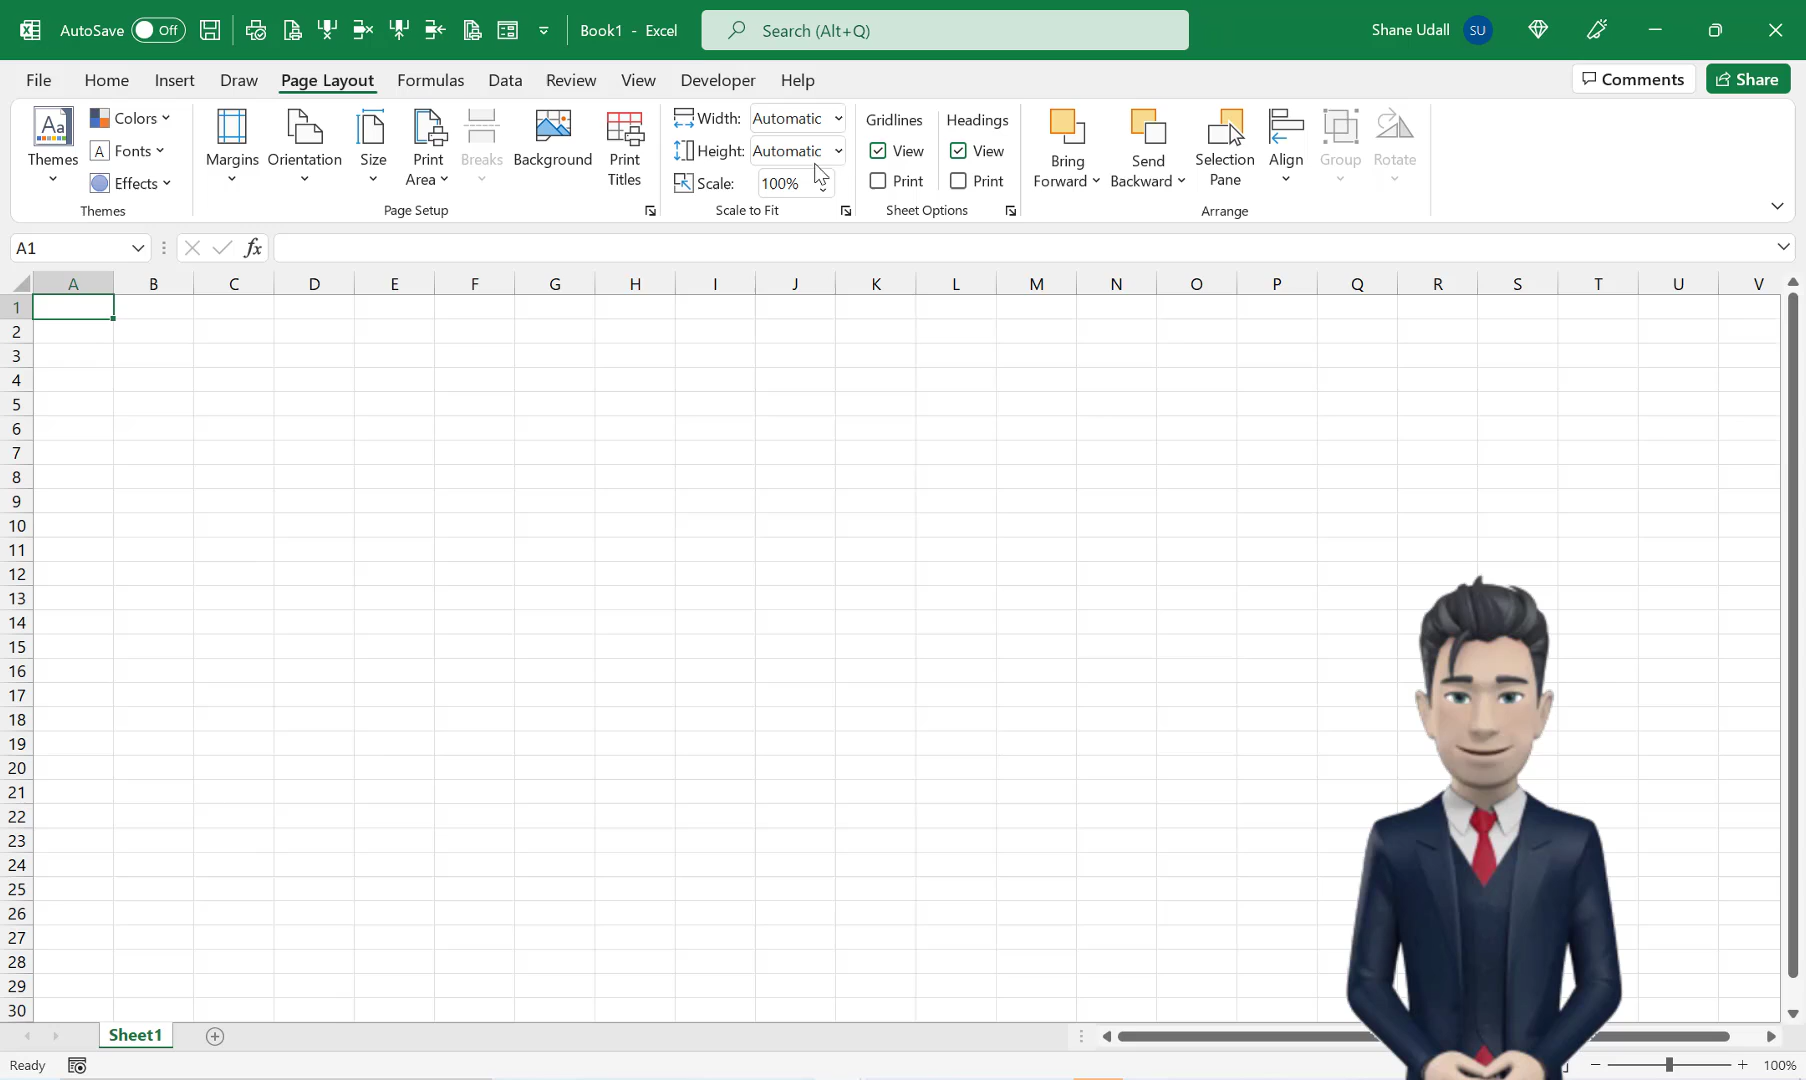 AutoSave Off Book1 - Excel Search (Alt+Q) Shane Udall SU
File Home Insert Draw Page Layout Formulas Data Review View Developer Help Comments Share
Themes Colors Fonts Effects
Themes
Margins Orientation Size Print Area Breaks Background Print Titles
Page Setup
Width: Automatic
Height: Automatic
Scale: 100%
Scale to Fit
Gridlines Headings
View View
Print Print
Sheet Options
Bring Forward Send Backward Selection Pane Align Group Rotate
Arrange
A1 fx
A B C D E F G H I J K L M N O P Q R S T U V
1
2
3
4
5
6
7
8
9
10
11
12
13
14
15
16
17
18
19
20
21
22
23
24
25
26
27
28
29
30
Sheet1
Ready 100%